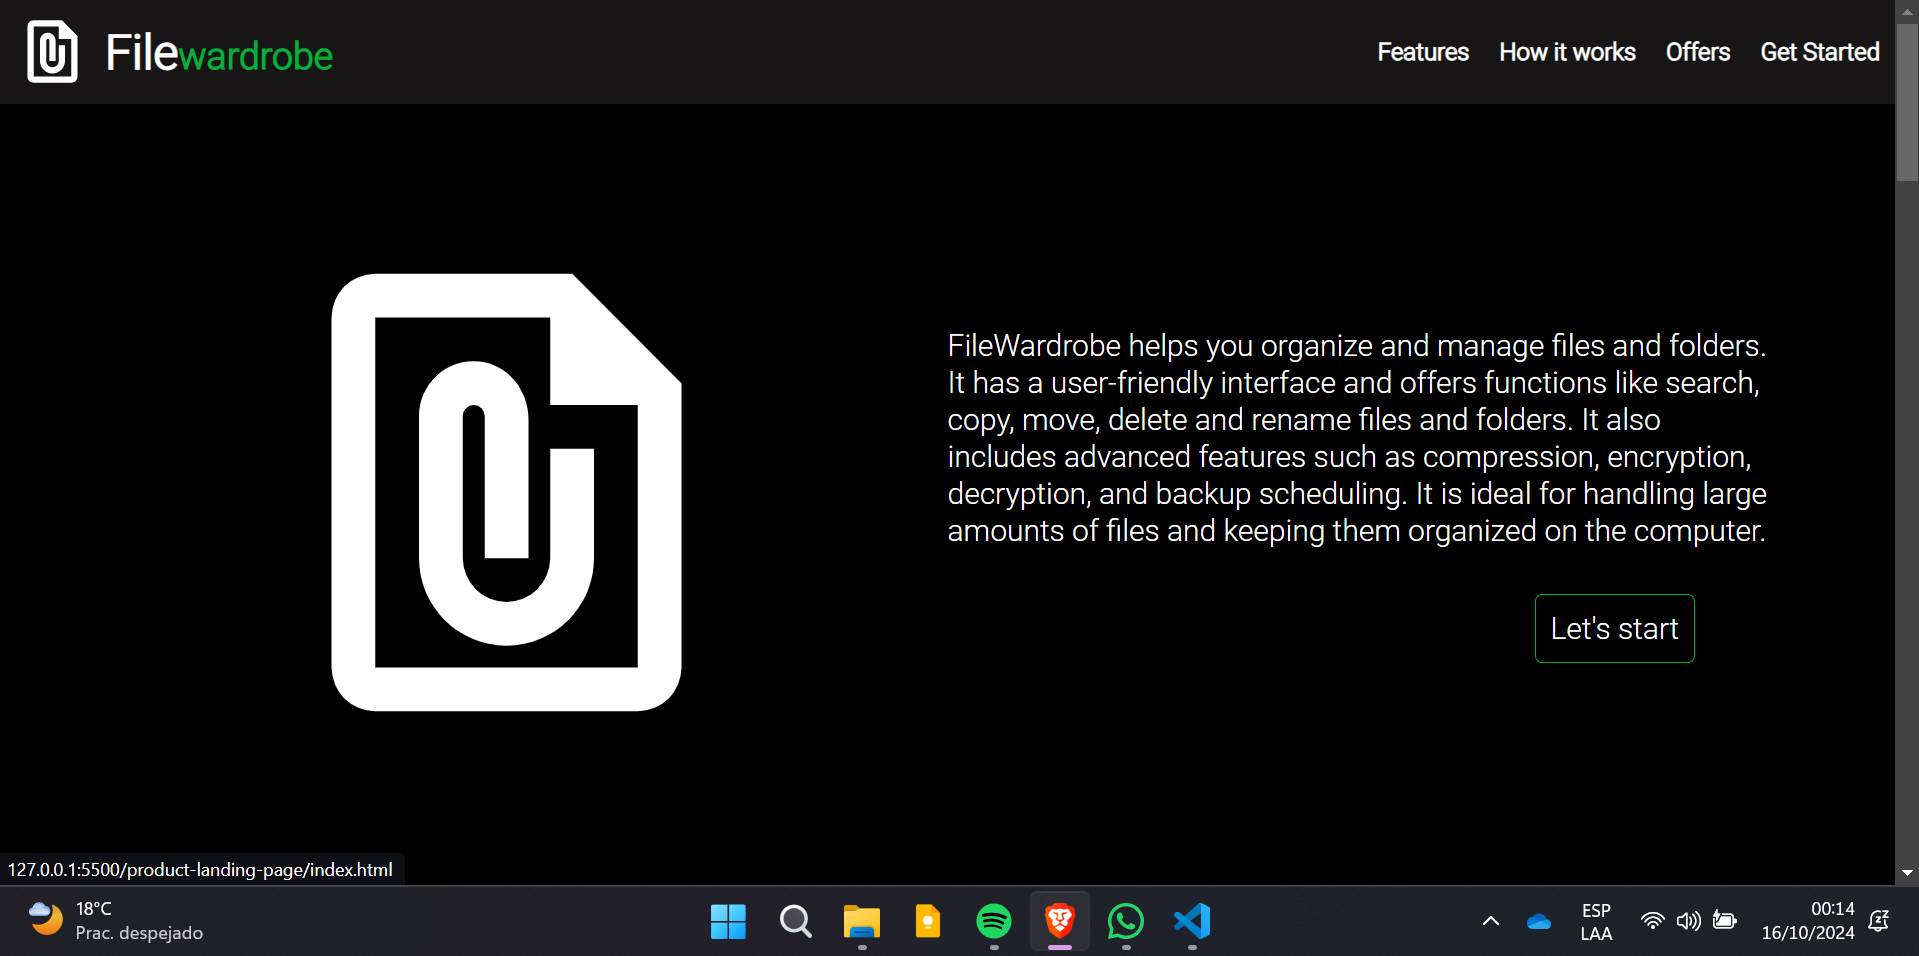 Filewardrobe
Features How it works Offers Get Started
FileWardrobe helps you organize and manage files and folders.
It has a user-friendly interface and offers functions like search,
copy, move, delete and rename files and folders. It also
includes advanced features such as compression, encryption,
decryption, and backup scheduling. It is ideal for handling large
amounts of files and keeping them organized on the computer.
Let's start
127.0.0.1:5500/product-landing-page/index.html
18°C
Prac. despejado
ESP
LAA
00:14
16/10/2024